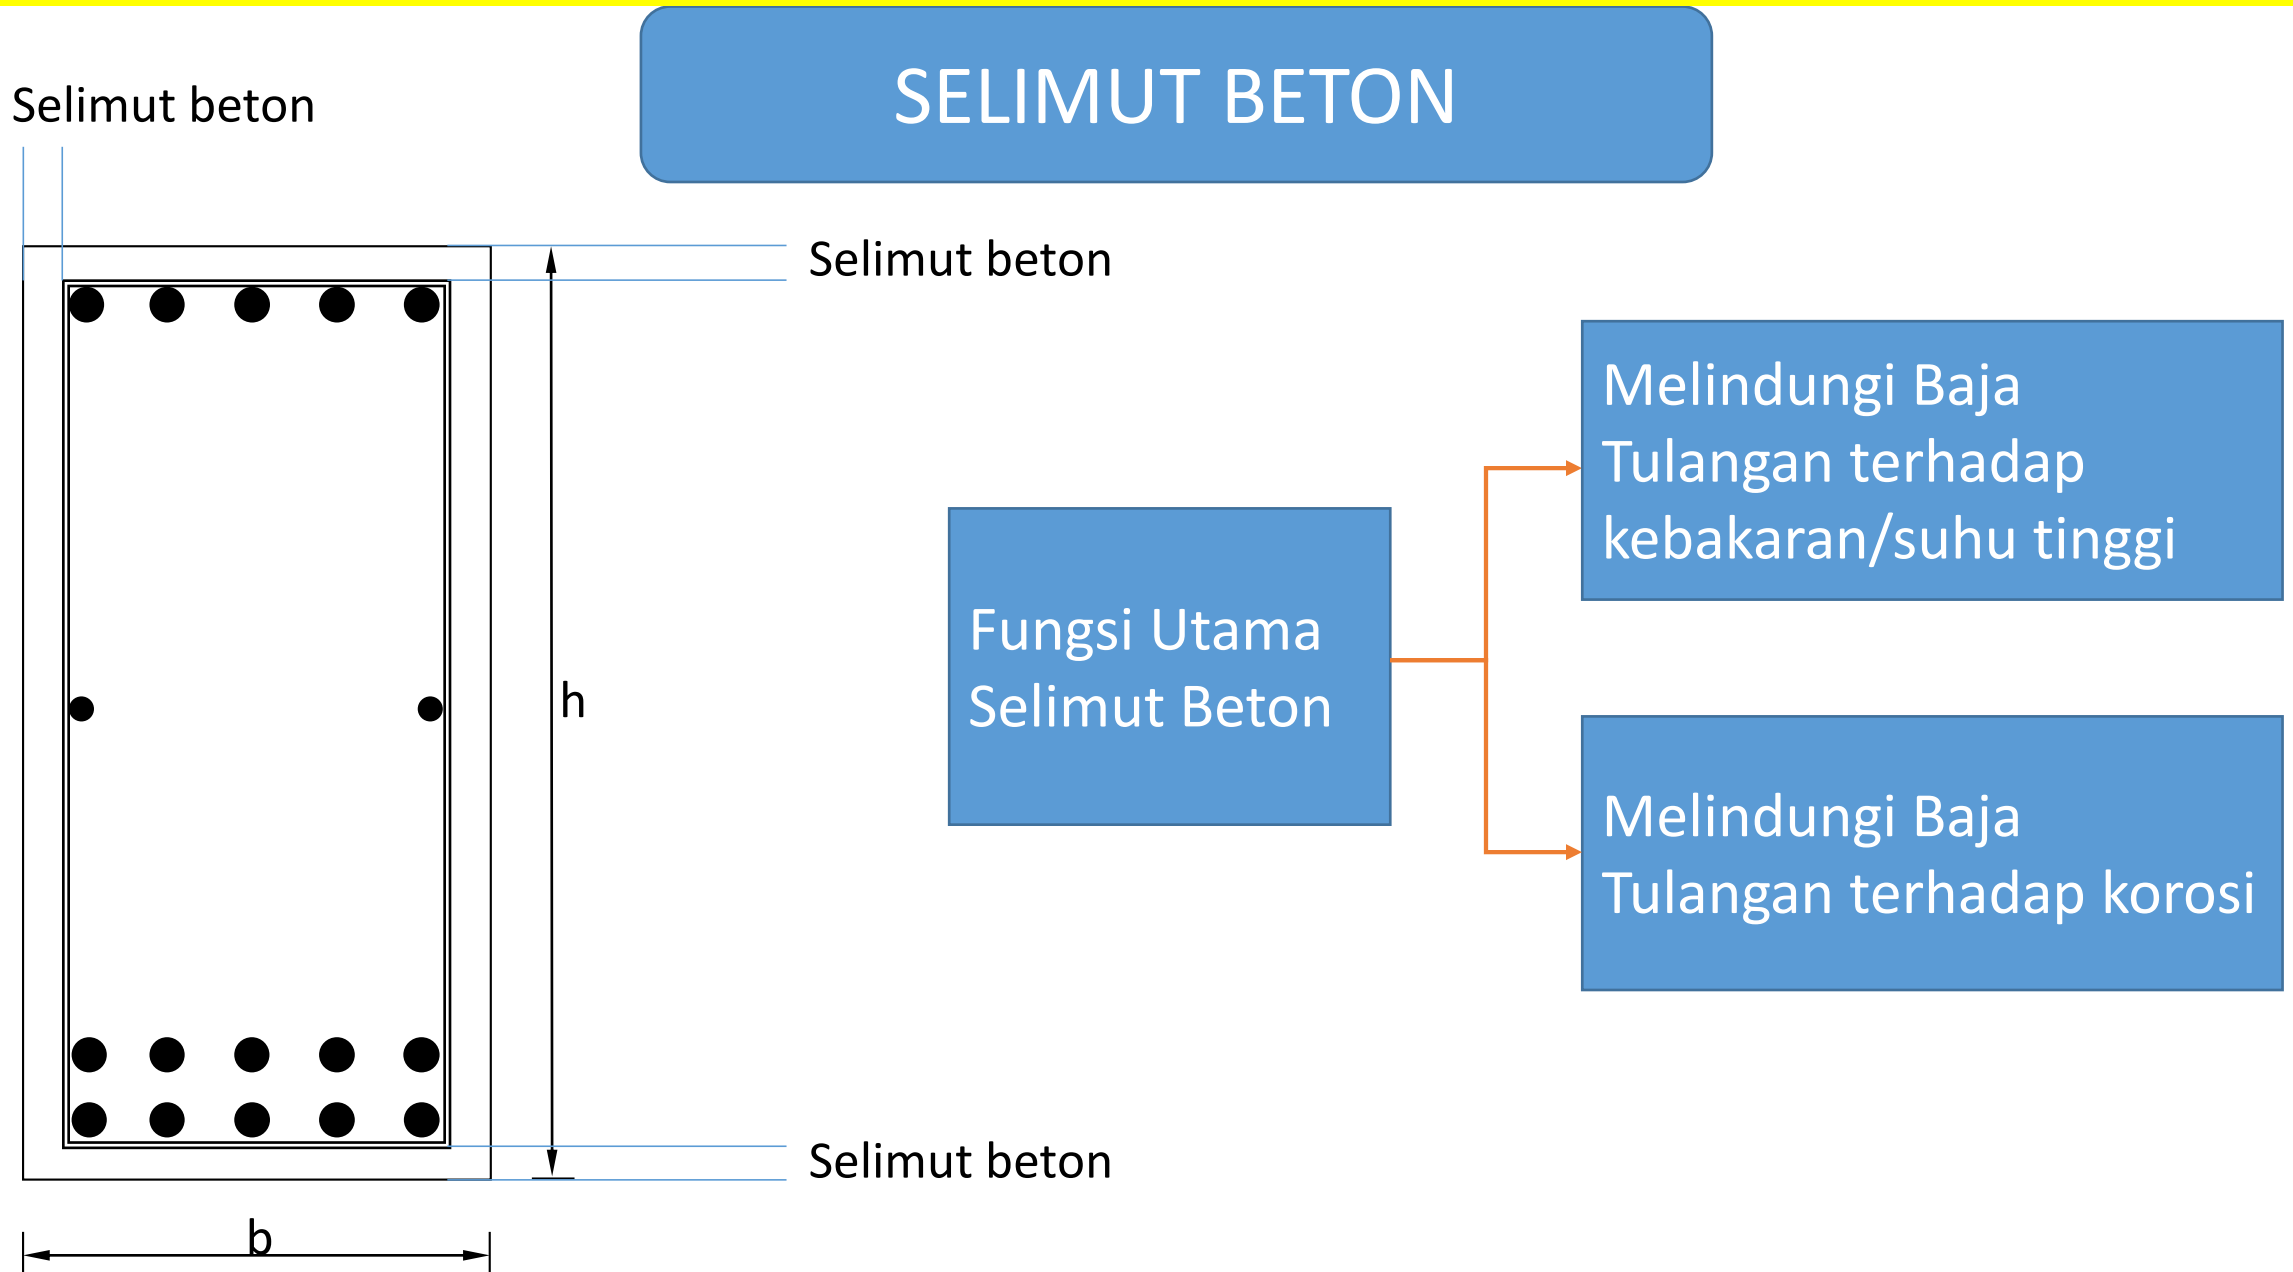 SELIMUT BETON
Selimut beton
Selimut beton
Melindungi Baja
Tulangan terhadap
kebakaran/suhu tinggi
Fungsi Utama
Selimut Beton
h
Melindungi Baja
Tulangan terhadap korosi
Selimut beton
b